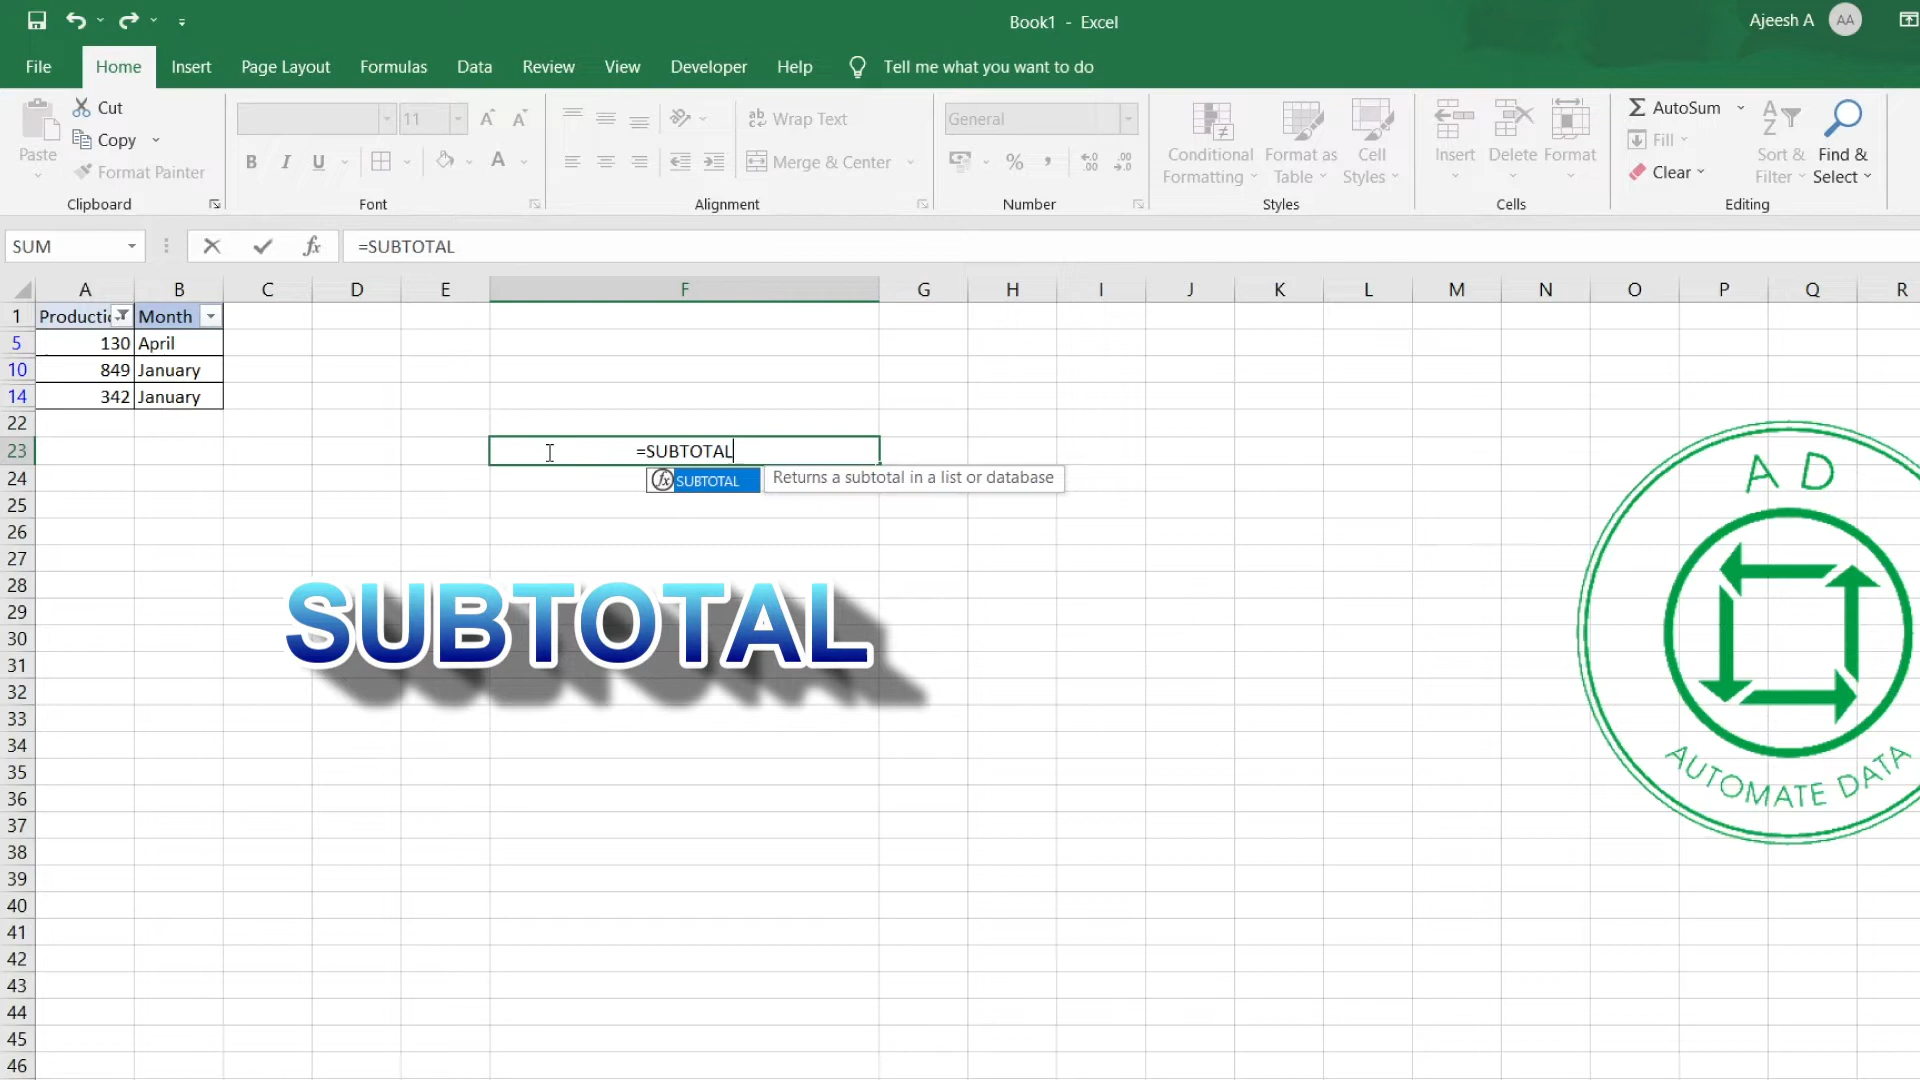 Book1 - Excel
Ajeesh A AA
File Home Insert Page Layout Formulas Data Review View Developer Help Tell me what you want to do
Paste
Cut
Copy
Format Painter
Clipboard
11
B I U
Font
Wrap Text
Merge & Center
Alignment
General
Number
Conditional Formatting
Format as Table
Cell Styles
Styles
Insert Delete Format
Cells
AutoSum
Fill
Clear
Sort & Filter
Find & Select
Editing
SUM fx =SUBTOTAL
A B C D E F G H I J K L M N O P Q R
1 Productic Month
5 130 April
10 849 January
14 342 January
22
23 =SUBTOTAL
24 fx SUBTOTAL Returns a subtotal in a list or database
25
26
27
28
29
30
31
32
33
34
35
36
37
38
39
40
41
42
43
44
45
46
SUBTOTAL
A D
AUTOMATE DATA